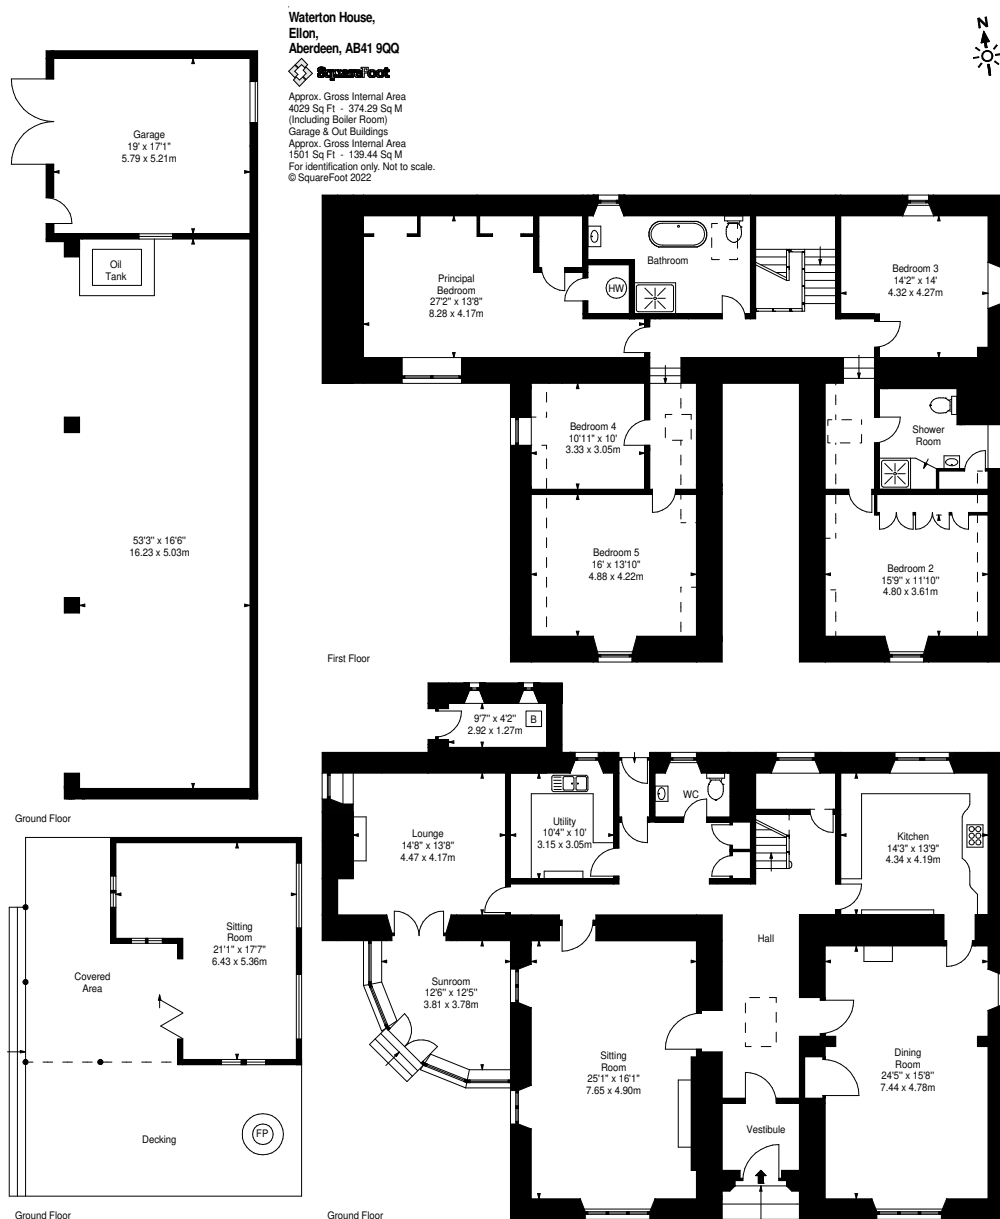 Waterton House,
Ellon,
Aberdeen, AB41 9QQ
SquareFoot
Approx. Gross Internal Area
4029 Sq Ft - 374.29 Sq M
(Including Boiler Room)
Garage & Out Buildings
Approx. Gross Internal Area
1501 Sq Ft - 139.44 Sq M
For identification only. Not to scale.
© SquareFoot 2022
N
Garage
19' x 17'1"
5.79 x 5.21m
Oil
Tank
53'3" x 16'6"
16.23 x 5.03m
Ground Floor
Principal
Bedroom
27'2" x 13'8"
8.28 x 4.17m
HW
Bathroom
Bedroom 3
14'2" x 14'
4.32 x 4.27m
Bedroom 4
10'11" x 10'
3.33 x 3.05m
Shower
Room
Bedroom 5
16' x 13'10"
4.88 x 4.22m
Bedroom 2
15'9" x 11'10"
4.80 x 3.61m
First Floor
9'7" x 4'2"
2.92 x 1.27m
B
Lounge
14'8" x 13'8"
4.47 x 4.17m
Utility
10'4" x 10'
3.15 x 3.05m
WC
Kitchen
14'3" x 13'9"
4.34 x 4.19m
Hall
Sunroom
12'6" x 12'5"
3.81 x 3.78m
Sitting
Room
25'1" x 16'1"
7.65 x 4.90m
Dining
Room
24'5" x 15'8"
7.44 x 4.78m
Vestibule
Ground Floor
Sitting
Room
21'1" x 17'7"
6.43 x 5.36m
Covered
Area
Decking
FP
Ground Floor